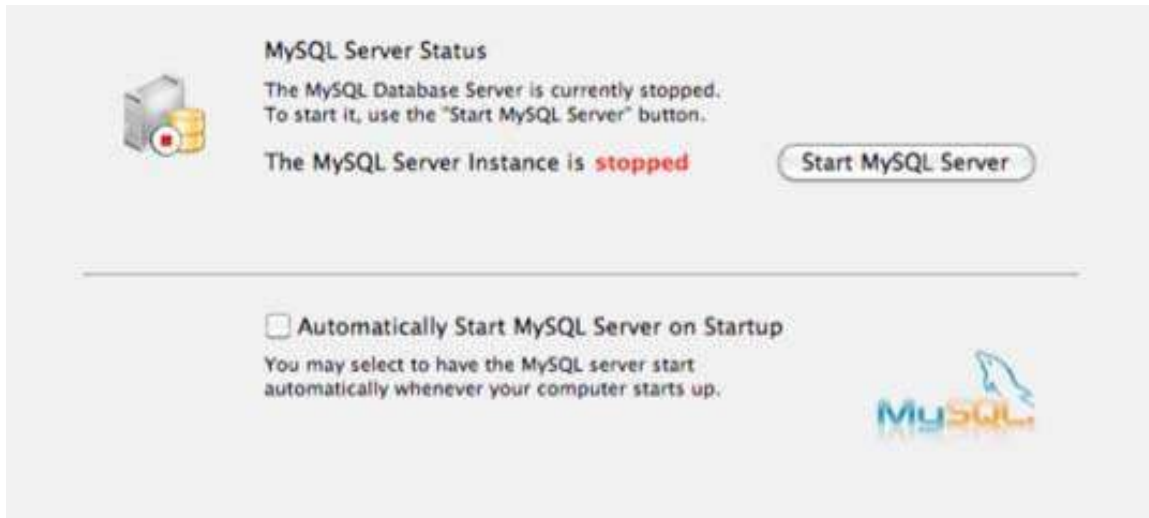 MySQL Server Status
The MySQL Database Server is currently stopped.
To start it, use the "Start MySQL Server" button.
The MySQL Server Instance is stopped
Start MySQL Server
Automatically Start MySQL Server on Startup
You may select to have the MySQL server start
automatically whenever your computer starts up.
MySQL.